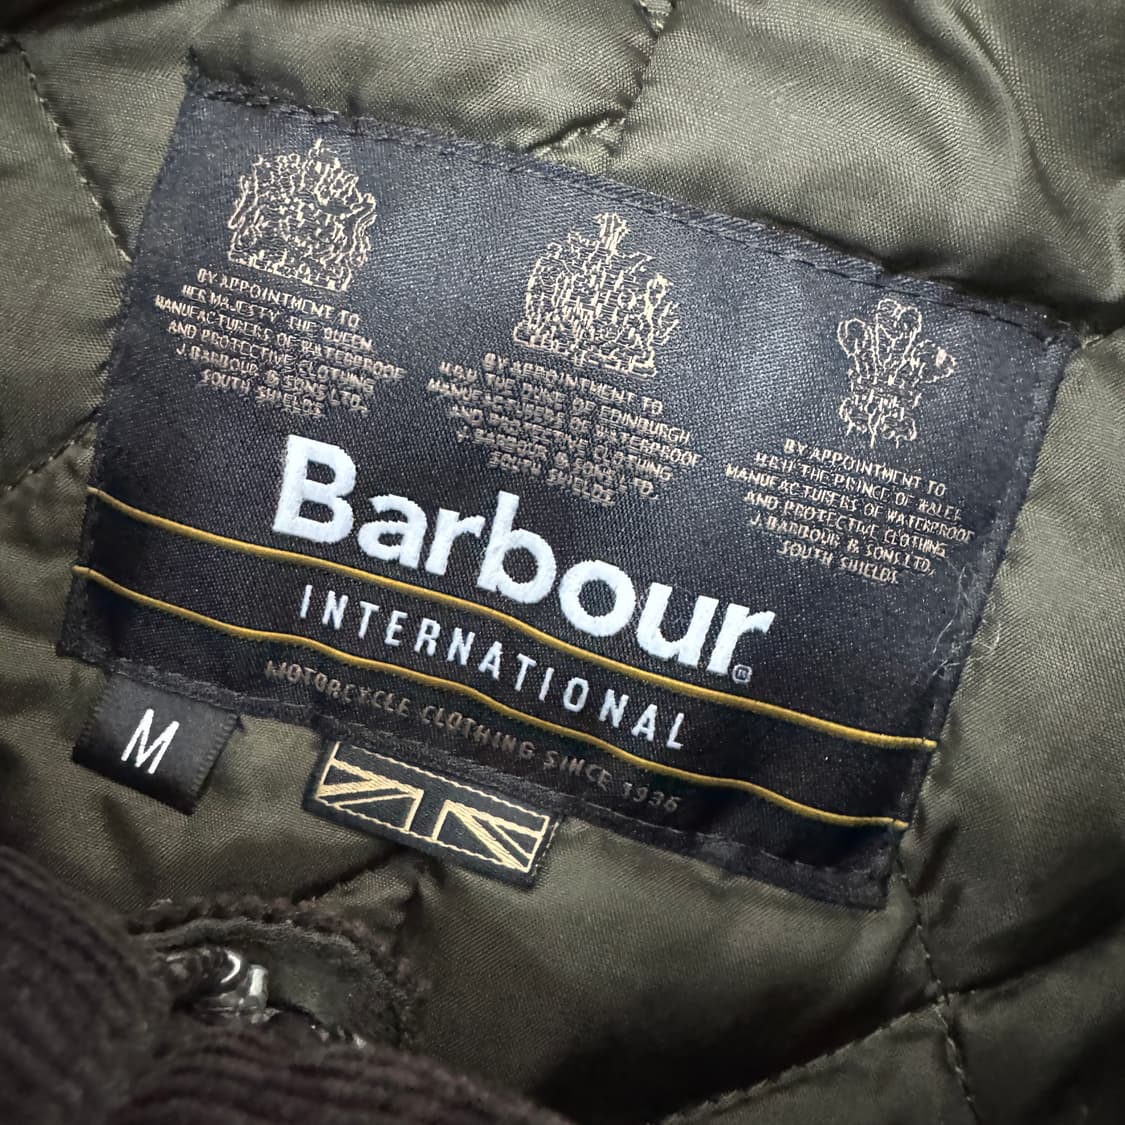 BY APPOINTMENT TO
HER MAJESTY THE QUEEN
MANUFACTURERS OF WATERPROOF
AND PROTECTIVE CLOTHING
J. BARBOUR & SONS LTD.
SOUTH SHIELDS
BY APPOINTMENT TO
H.R.H. THE DUKE OF EDINBURGH
MANUFACTURERS OF WATERPROOF
AND PROTECTIVE CLOTHING
J. BARBOUR & SONS LTD.
SOUTH SHIELDS
BY APPOINTMENT TO
H.R.H THE PRINCE OF WALES
MANUFACTURERS OF WATERPROOF
AND PROTECTIVE CLOTHING
J. BARBOUR & SONS LTD.
SOUTH SHIELDS
Barbour®
INTERNATIONAL
MOTORCYCLE CLOTHING SINCE 1936
M